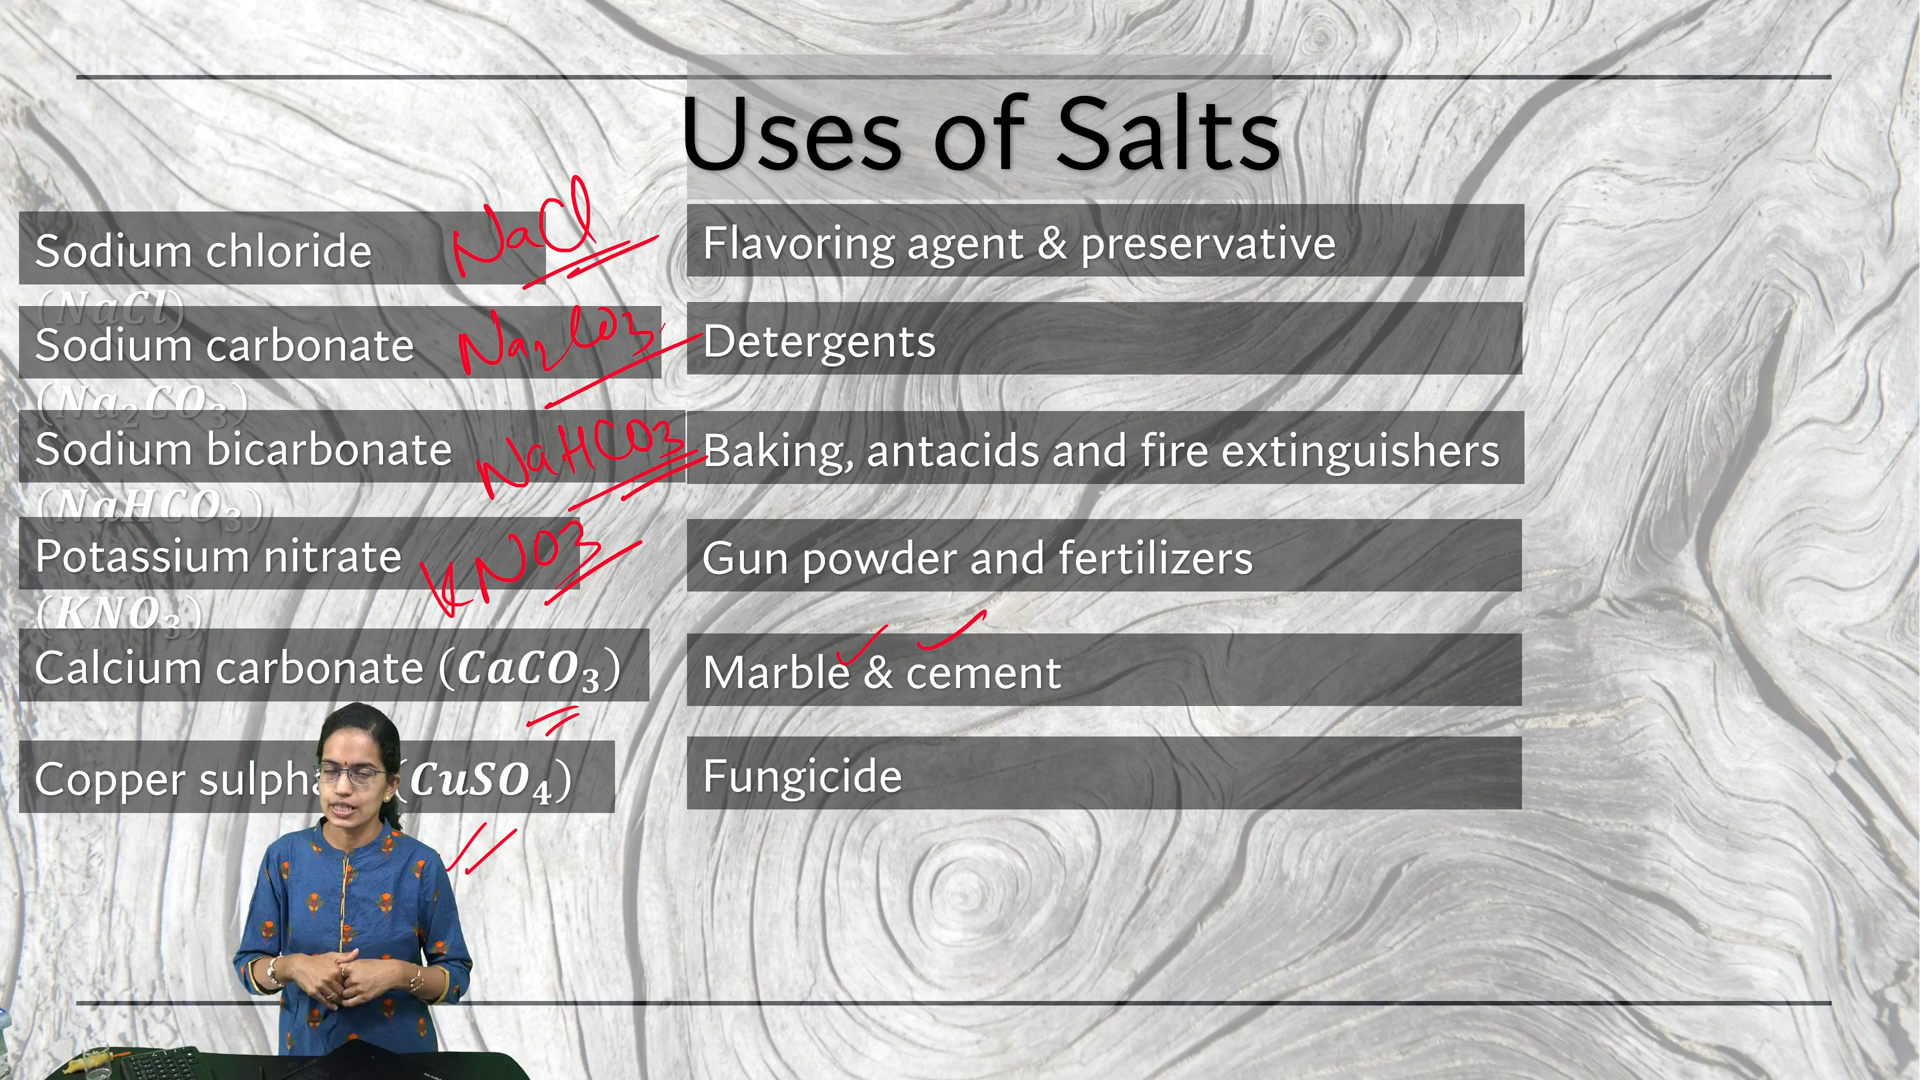 Uses of Salts
Sodium chloride NaCl
(NaCl)
Flavoring agent & preservative
Sodium carbonate Na₂CO₃
(Na₂CO₃)
Detergents
Sodium bicarbonate NaHCO₃
(NaHCO₃)
Baking, antacids and fire extinguishers
Potassium nitrate KNO₃
(KNO₃)
Gun powder and fertilizers
Calcium carbonate (CaCO₃)
Marble & cement
Copper (CuSO₄)
Fungicide